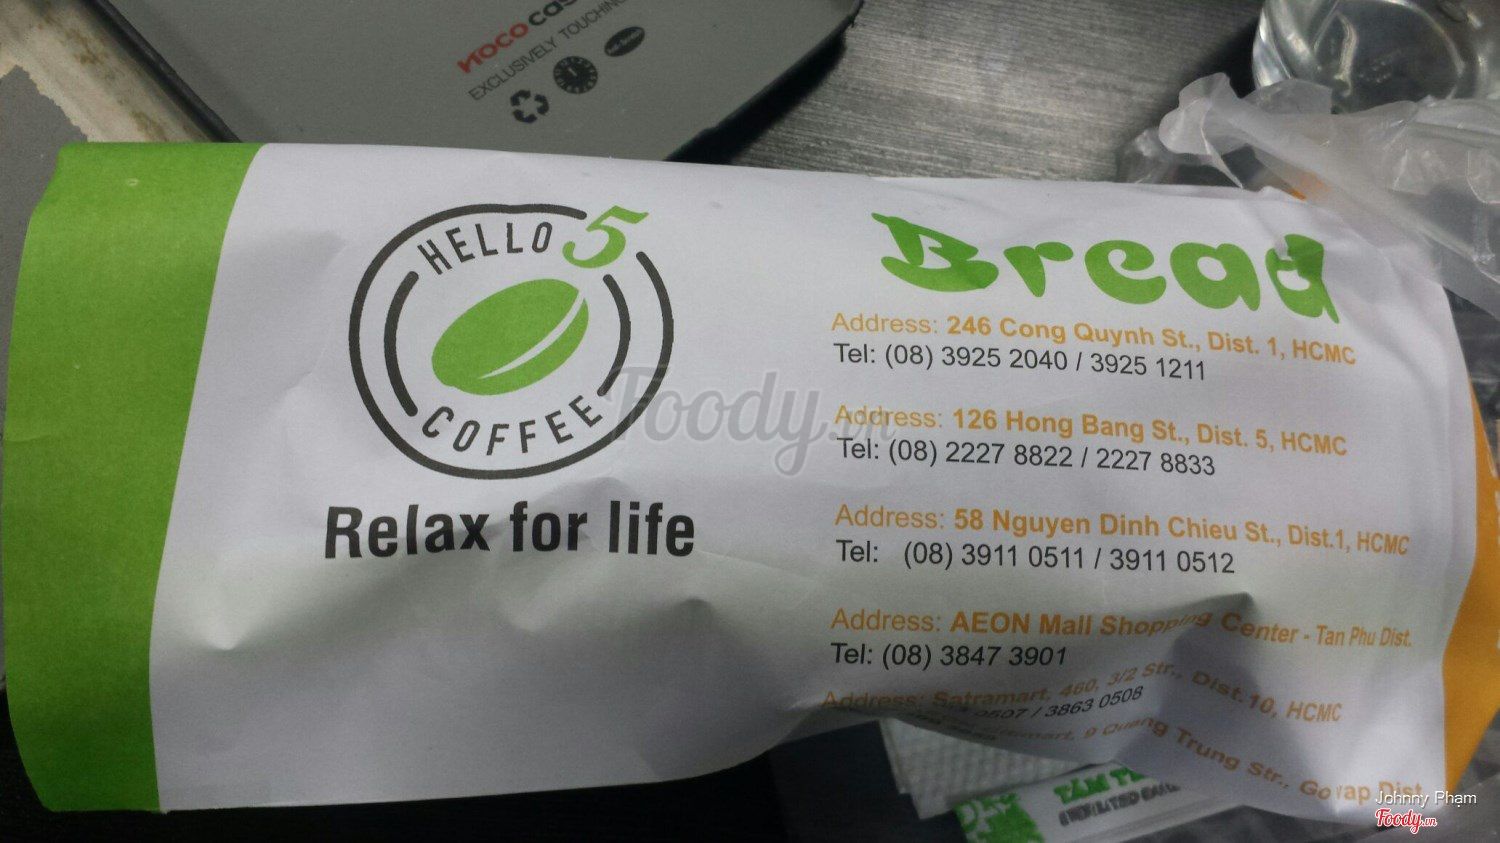 HOCO cas
EXCLUSIVELY TOUCHING
HELLO 5
COFFEE
Relax for life
Bread
Address: 246 Cong Quynh St., Dist. 1, HCMC
Tel: (08) 3925 2040 / 3925 1211
Address: 126 Hong Bang St., Dist. 5, HCMC
Tel: (08) 2227 8822 / 2227 8833
Address: 58 Nguyen Dinh Chieu St., Dist.1, HCMC
Tel: (08) 3911 0511 / 3911 0512
Address: AEON Mall Shopping Center - Tan Phu Dist.
Tel: (08) 3847 3901
Address: Satramart, 460, 3/2 Str., Dist.10, HCMC
0507 / 3863 0508
9 Quang Trung Str., Govap Dist.
TĂM
Foody.vn
Johnny Phạm
Foody.vn